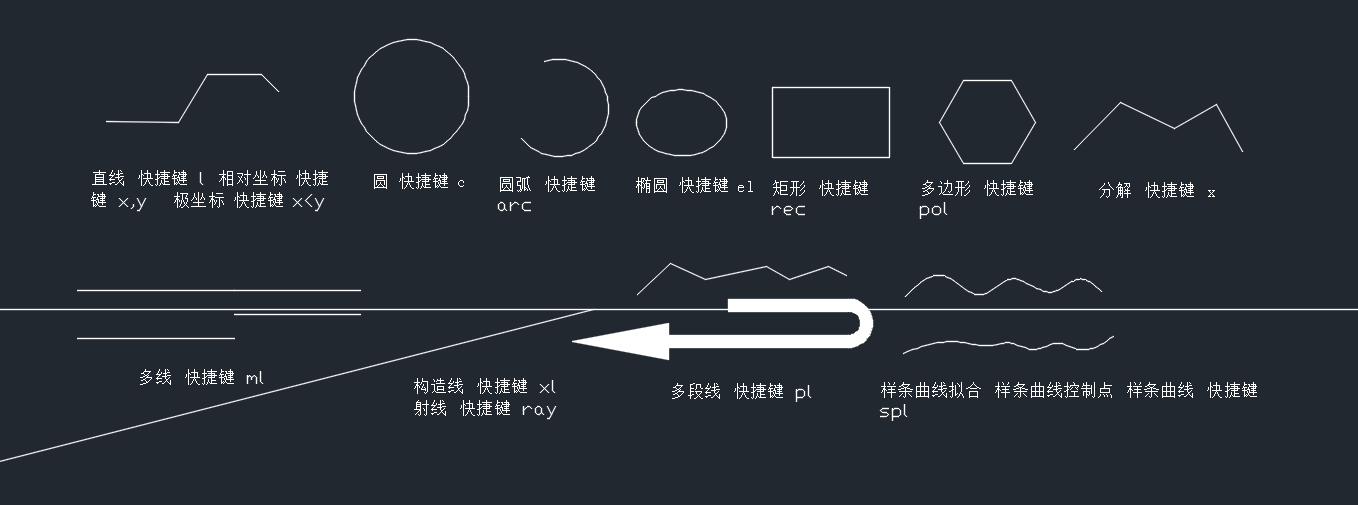 直线 快捷键 l 相对坐标 快捷
键 x,y 极坐标 快捷键 x<y
圆 快捷键 c
圆弧 快捷键
arc
椭圆 快捷键 el
矩形 快捷键
rec
多边形 快捷键
pol
分解 快捷键 x
多线 快捷键 ml
构造线 快捷键 xl
射线 快捷键 ray
多段线 快捷键 pl
样条曲线拟合 样条曲线控制点 样条曲线 快捷键
spl